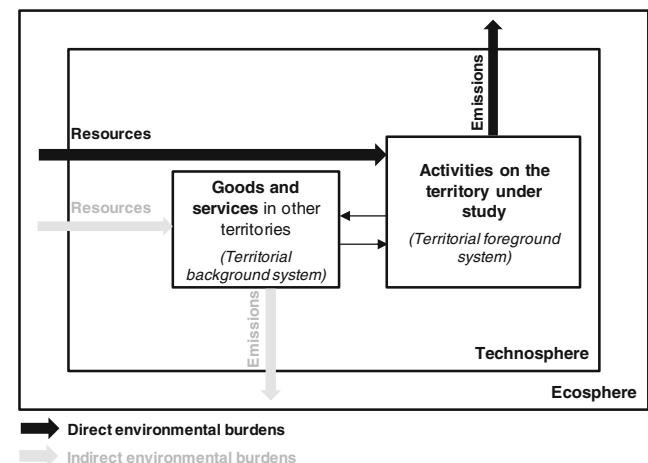 Emissions
Resources
Activities on the
territory under
study
(Territorial foreground
system)
Goods and
services in other
territories
(Territorial
background system)
Resources
Emissions
Technosphere
Ecosphere
Direct environmental burdens
Indirect environmental burdens